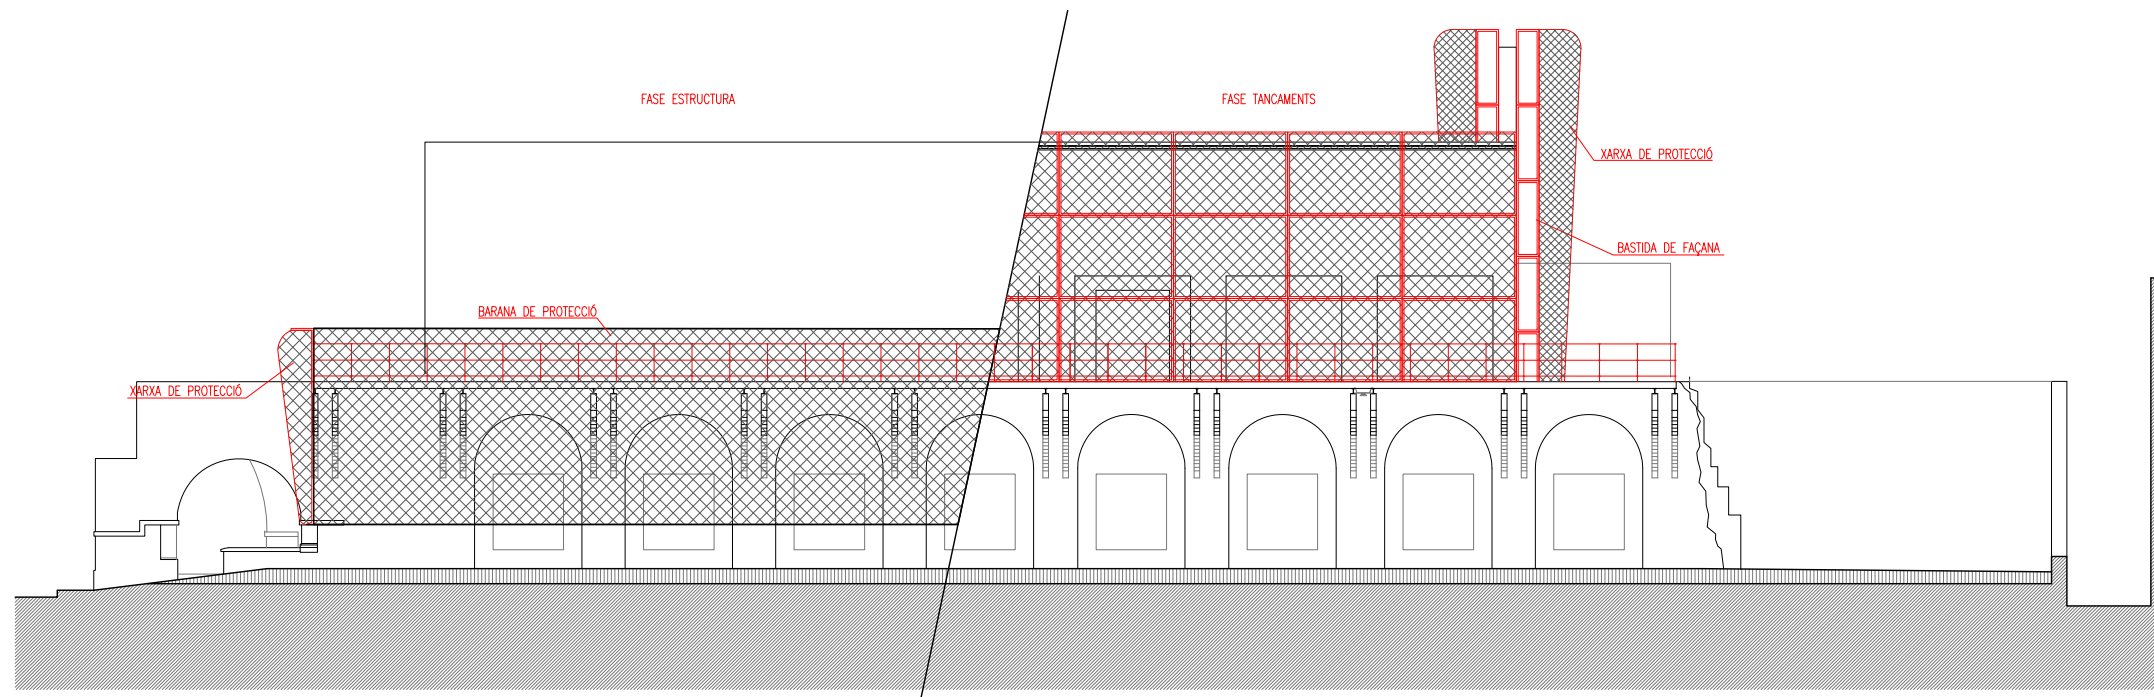 FASE ESTRUCTURA
FASE TANCAMENTS
XARXA DE PROTECCIÓ
BASTIDA DE FAÇANA
BARANA DE PROTECCIÓ
XARXA DE PROTECCIÓ